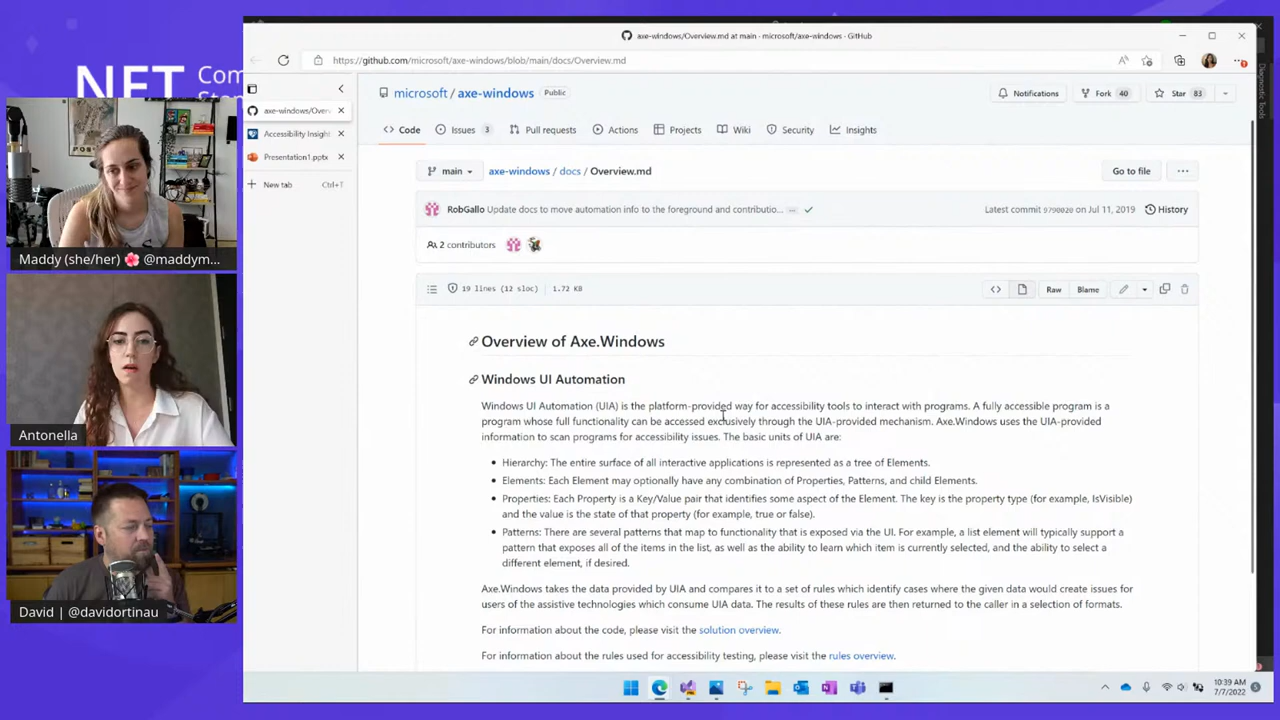 .NET
Com
Maddy (she/her) 🌸 @maddym...
Antonella
David | @davidortinau
axe-windows/Overview.md at main · microsoft/axe-windows · GitHub
https://github.com/microsoft/axe-windows/blob/main/docs/Overview.md
axe-windows/Over
Accessibility Insight
Presentation1.pptx
New tab
Ctrl+T
Diagnostic Tools
microsoft / axe-windows Public
Notifications
Fork 40
Star 83
Code
Issues 3
Pull requests
Actions
Projects
Wiki
Security
Insights
main
axe-windows / docs / Overview.md
Go to file
...
RobGallo Update docs to move automation info to the foreground and contributio... ...
Latest commit 9790020 on Jul 11, 2019
History
2 contributors
19 lines (12 sloc) 1.72 KB
Raw
Blame
Overview of Axe.Windows
Windows UI Automation
Windows UI Automation (UIA) is the platform-provided way for accessibility tools to interact with programs. A fully accessible program is a
program whose full functionality can be accessed exclusively through the UIA-provided mechanism. Axe.Windows uses the UIA-provided
information to scan programs for accessibility issues. The basic units of UIA are:
• Hierarchy: The entire surface of all interactive applications is represented as a tree of Elements.
• Elements: Each Element may optionally have any combination of Properties, Patterns, and child Elements.
• Properties: Each Property is a Key/Value pair that identifies some aspect of the Element. The key is the property type (for example, IsVisible)
and the value is the state of that property (for example, true or false).
• Patterns: There are several patterns that map to functionality that is exposed via the UI. For example, a list element will typically support a
pattern that exposes all of the items in the list, as well as the ability to learn which item is currently selected, and the ability to select a
different element, if desired.
Axe.Windows takes the data provided by UIA and compares it to a set of rules which identify cases where the given data would create issues for
users of the assistive technologies which consume UIA data. The results of these rules are then returned to the caller in a selection of formats.
For information about the code, please visit the solution overview.
For information about the rules used for accessibility testing, please visit the rules overview.
10:39 AM
7/7/2022